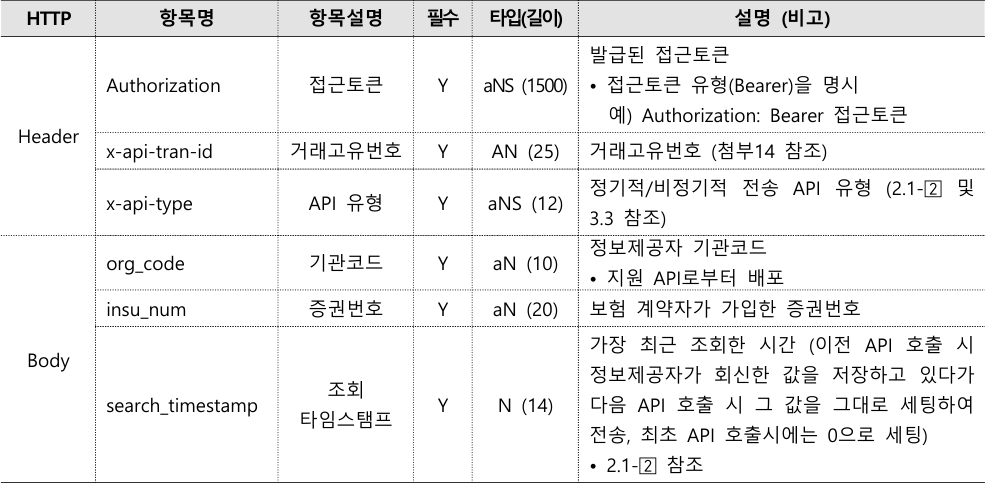 HTTP 항목명 항목설명 필수 타입(길이) 설명 (비고)
Header
Authorization 접근토큰 Y aNS (1500)
발급된 접근토큰
• 접근토큰 유형(Bearer)을 명시
예) Authorization: Bearer 접근토큰
x-api-tran-id 거래고유번호 Y AN (25) 거래고유번호 (첨부14 참조)
x-api-type API 유형 Y aNS (12)
정기적/비정기적 전송 API 유형 (2.1-② 및
3.3 참조)
Body
org_code 기관코드 Y aN (10)
정보제공자 기관코드
• 지원 API로부터 배포
insu_num 증권번호 Y aN (20) 보험 계약자가 가입한 증권번호
search_timestamp
조회
타임스탬프
Y N (14)
가장 최근 조회한 시간 (이전 API 호출 시
정보제공자가 회신한 값을 저장하고 있다가
다음 API 호출 시 그 값을 그대로 세팅하여
전송, 최초 API 호출시에는 0으로 세팅)
• 2.1-② 참조